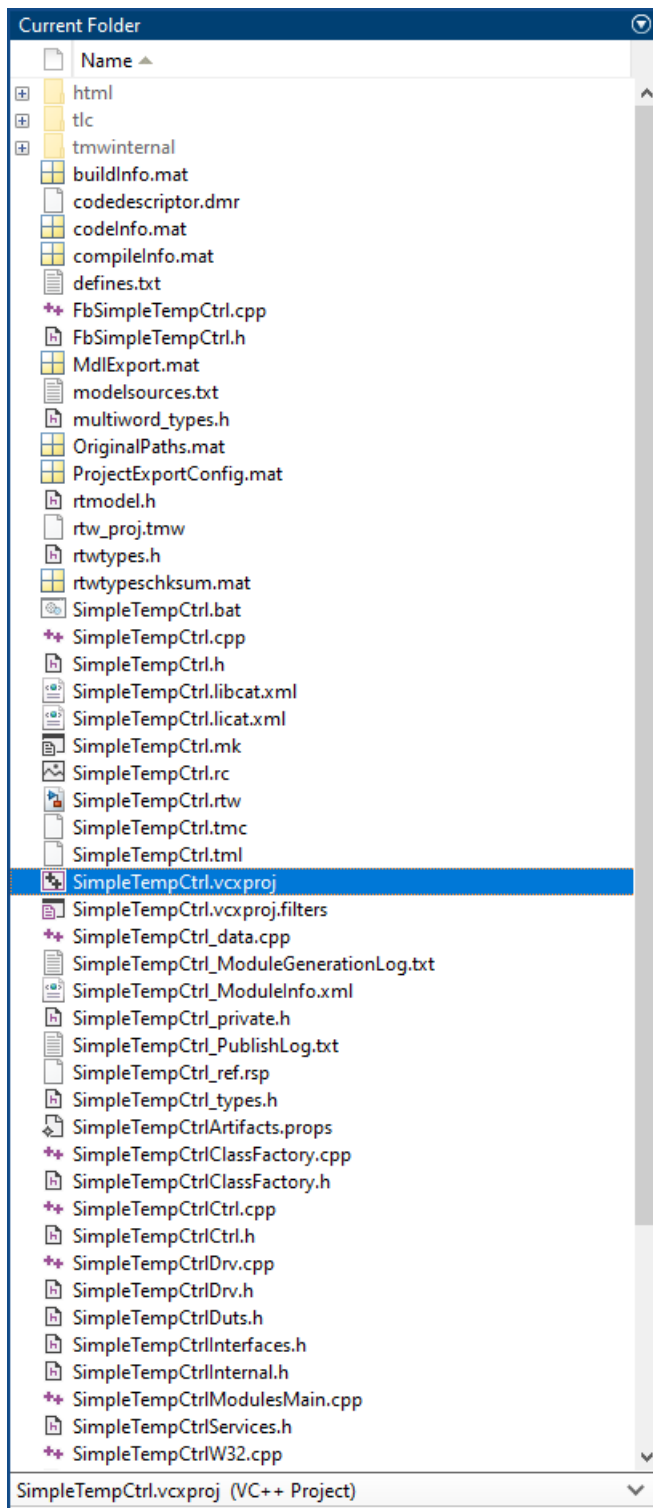 Current Folder
Name
html
tlc
tmwinternal
buildInfo.mat
codedescriptor.dmr
codeInfo.mat
compileInfo.mat
defines.txt
FbSimpleTempCtrl.cpp
FbSimpleTempCtrl.h
MdlExport.mat
modelsources.txt
multiword_types.h
OriginalPaths.mat
ProjectExportConfig.mat
rtmodel.h
rtw_proj.tmw
rtwtypes.h
rtwtypeschksum.mat
SimpleTempCtrl.bat
SimpleTempCtrl.cpp
SimpleTempCtrl.h
SimpleTempCtrl.libcat.xml
SimpleTempCtrl.licat.xml
SimpleTempCtrl.mk
SimpleTempCtrl.rc
SimpleTempCtrl.rtw
SimpleTempCtrl.tmc
SimpleTempCtrl.tml
SimpleTempCtrl.vcxproj
SimpleTempCtrl.vcxproj.filters
SimpleTempCtrl_data.cpp
SimpleTempCtrl_ModuleGenerationLog.txt
SimpleTempCtrl_ModuleInfo.xml
SimpleTempCtrl_private.h
SimpleTempCtrl_PublishLog.txt
SimpleTempCtrl_ref.rsp
SimpleTempCtrl_types.h
SimpleTempCtrlArtifacts.props
SimpleTempCtrlClassFactory.cpp
SimpleTempCtrlClassFactory.h
SimpleTempCtrlCtrl.cpp
SimpleTempCtrlCtrl.h
SimpleTempCtrlDrv.cpp
SimpleTempCtrlDrv.h
SimpleTempCtrlDuts.h
SimpleTempCtrlInterfaces.h
SimpleTempCtrlInternal.h
SimpleTempCtrlModulesMain.cpp
SimpleTempCtrlServices.h
SimpleTempCtrlW32.cpp
SimpleTempCtrl.vcxproj (VC++ Project)